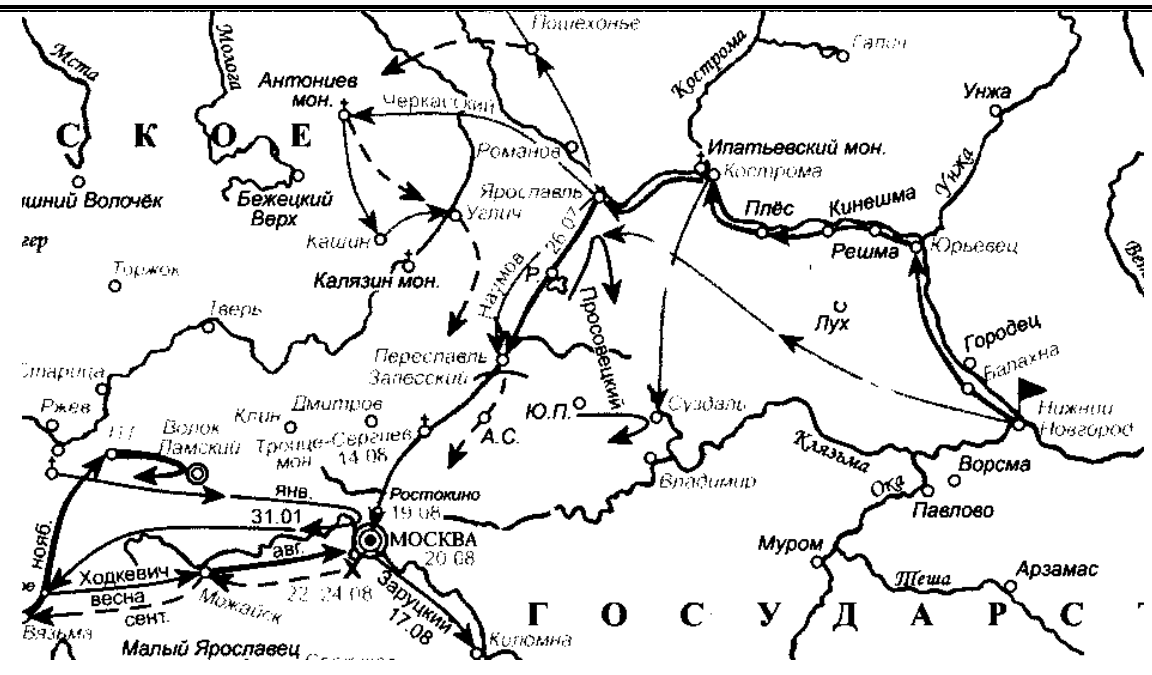 Пошехонье
Мста
Молога
Кострома
Галич
Антониев
мон.
Черкасский
Унжа
С К О Е
Романов
Ипатьевский мон.
Кострома
Унжа
Ярославль
Бежецкий
Верх
Углич
Плёс
Кинешма
Решма
Юрьевец
Кашин
26.07
Калязин мон.
Наумов
Р.
Торжок
Просовецкий
Тверь
Лух
Городец
Балахна
Переславль
Залесский
Ржев
Клин
Дмитров
Ю.П.
Суздаль
Нижний
Новгород
Волок
Ламский
Троице-Сергиев
мон.
14.08
А.С.
Клязьма
Ворсма
Владимир
Ока
Павлово
янв.
Ростокино
19.08
31.01
МОСКВА
20.08
нояб.
авг.
Муром
Ходкевич
весна
сент.
Можайск
22
24.08
Заруцкий
17.08
Теша
Арзамас
Г О С У Д А Р С Т
Вязьма
Коломна
Малый Ярославец